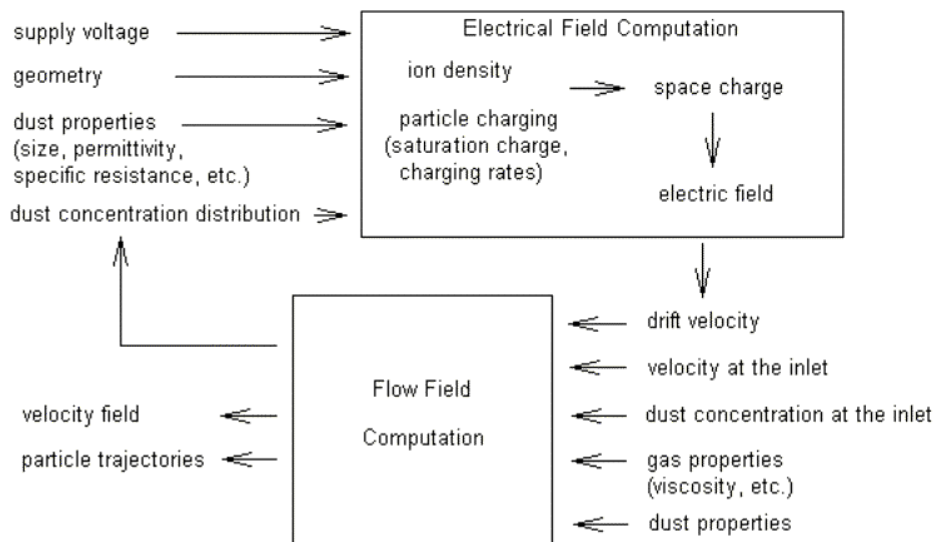 supply voltage
geometry
dust properties
(size, permittivity,
specific resistance, etc.)
dust concentration distribution
Electrical Field Computation
ion density
particle charging
(saturation charge,
charging rates)
space charge
electric field
Flow Field
Computation
drift velocity
velocity at the inlet
dust concentration at the inlet
gas properties
(viscosity, etc.)
dust properties
velocity field
particle trajectories